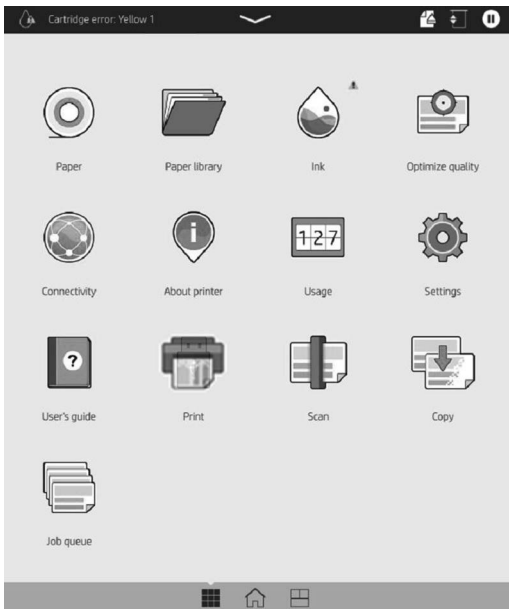 Cartridge error: Yellow 1
Paper
Paper library
Ink
Optimize quality
Connectivity
About printer
127
Usage
Settings
User's guide
Print
Scan
Copy
Job queue